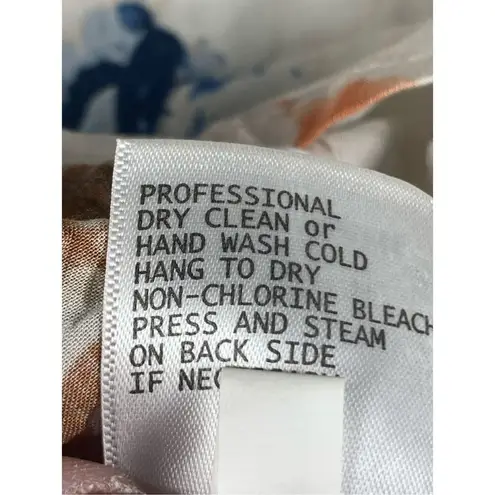 PROFESSIONAL
DRY CLEAN or
HAND WASH COLD
HANG TO DRY
NON-CHLORINE BLEACH
PRESS AND STEAM
ON BACK SIDE
IF